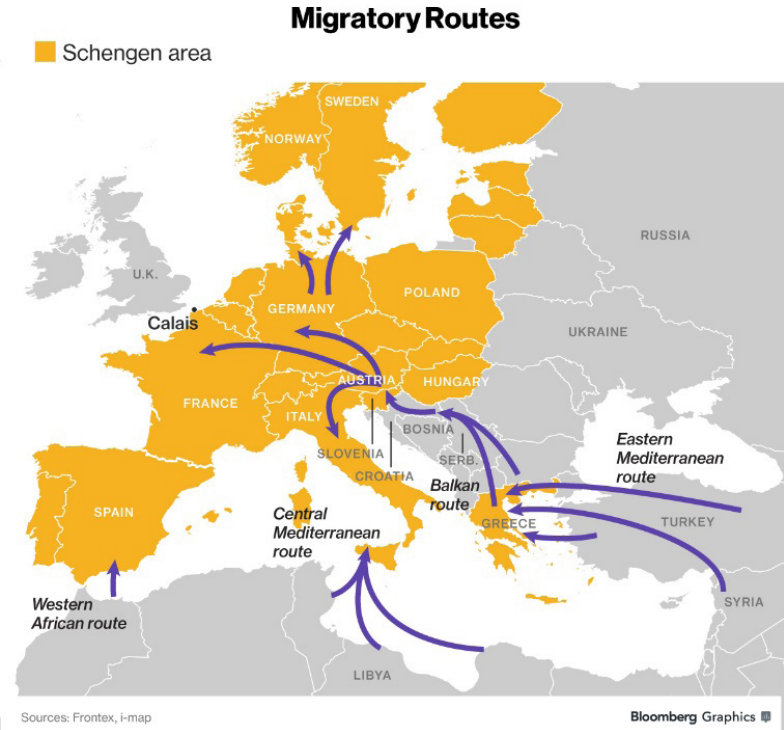 Migratory Routes
Schengen area
SWEDEN
NORWAY
RUSSIA
U.K.
POLAND
GERMANY
Calais
UKRAINE
AUSTRIA
HUNGARY
FRANCE
ITALY
BOSNIA
SLOVENIA
SERB.
CROATIA
Eastern
Mediterranean
route
Balkan
route
SPAIN
Central
Mediterranean
route
GREECE
TURKEY
Western
African route
SYRIA
LIBYA
Sources: Frontex, i-map
Bloomberg Graphics